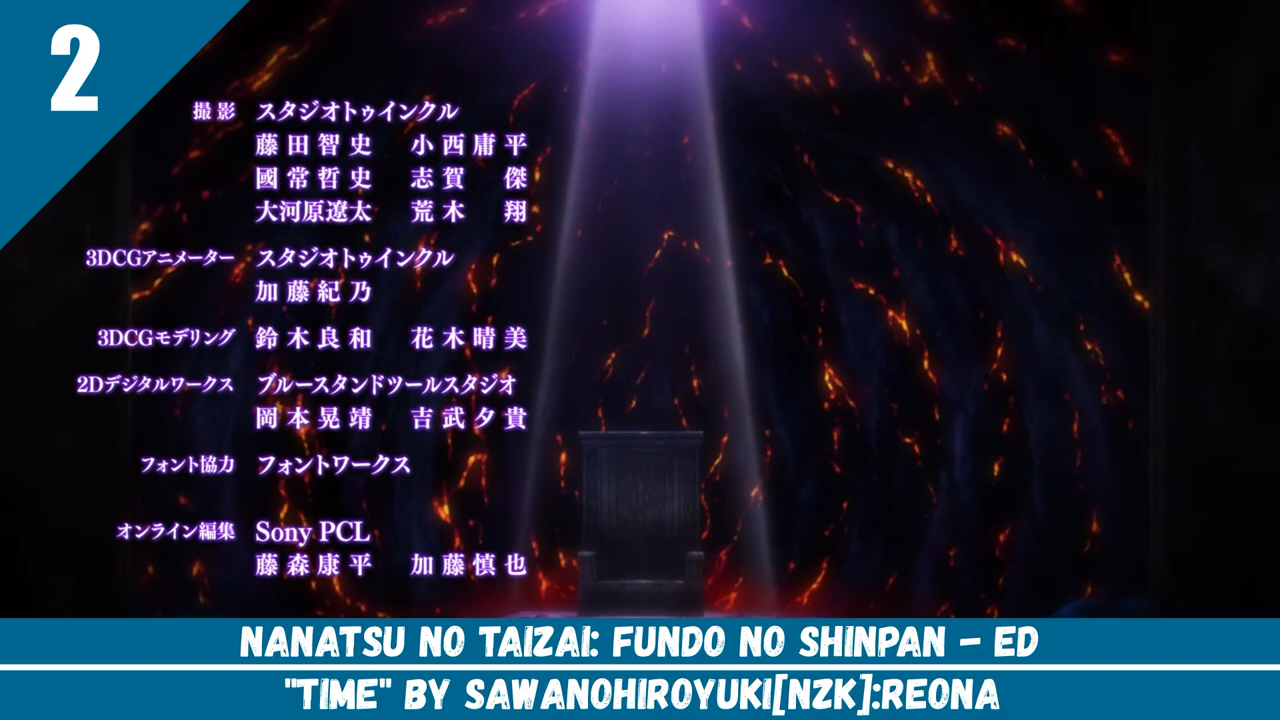 2
撮影 スタジオトゥインクル
藤田智史 小西庸平
國常哲史 志賀 傑
大河原遼太 荒木 翔
3DCGアニメーター スタジオトゥインクル
加藤紀乃
3DCGモデリング 鈴木良和 花木晴美
2Dデジタルワークス ブルースタンドツールスタジオ
岡本晃靖 吉武夕貴
フォント協力 フォントワークス
オンライン編集 Sony PCL
藤森康平 加藤慎也
NANATSU NO TAIZAI: FUNDO NO SHINPAN - ED
"TIME" BY SAWANOHIROYUKI[NZK]:REONA